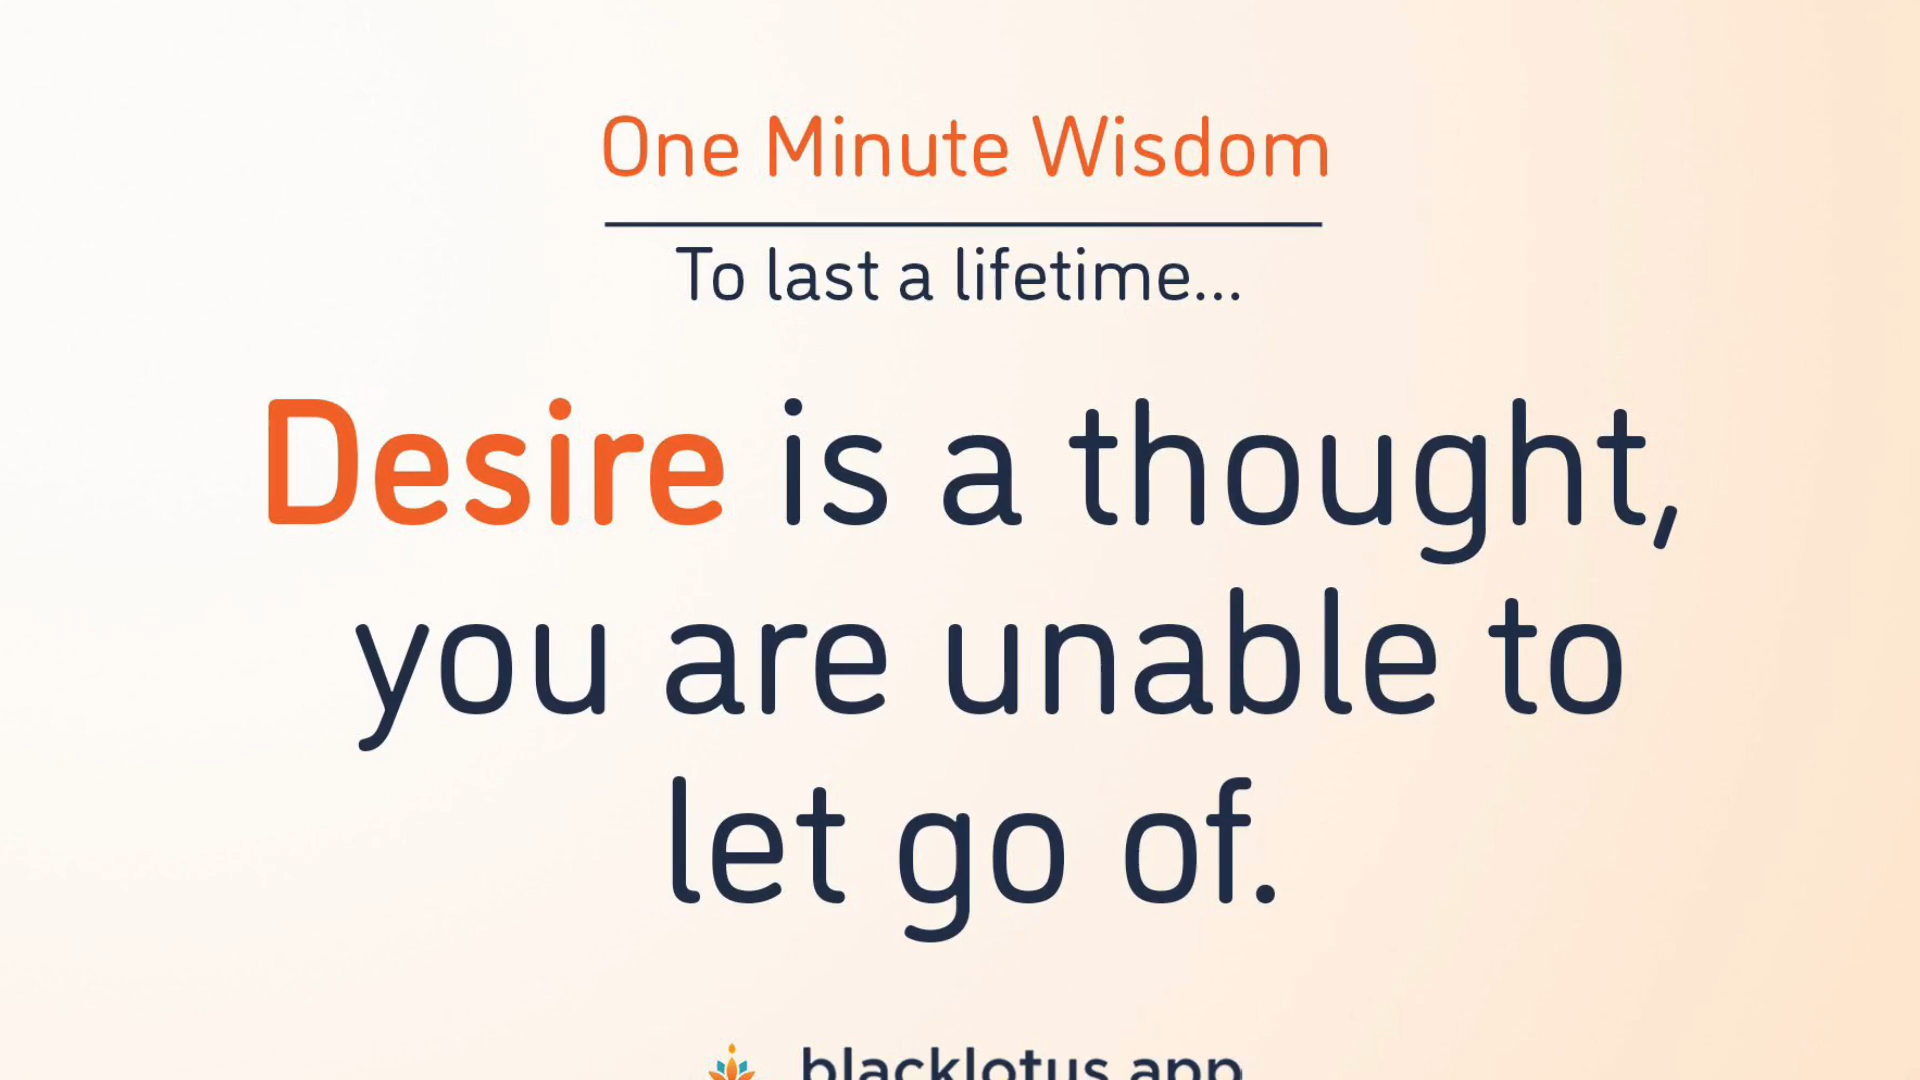 One Minute Wisdom
To last a lifetime...
Desire is a thought,
you are unable to
let go of.
blacklotus.app